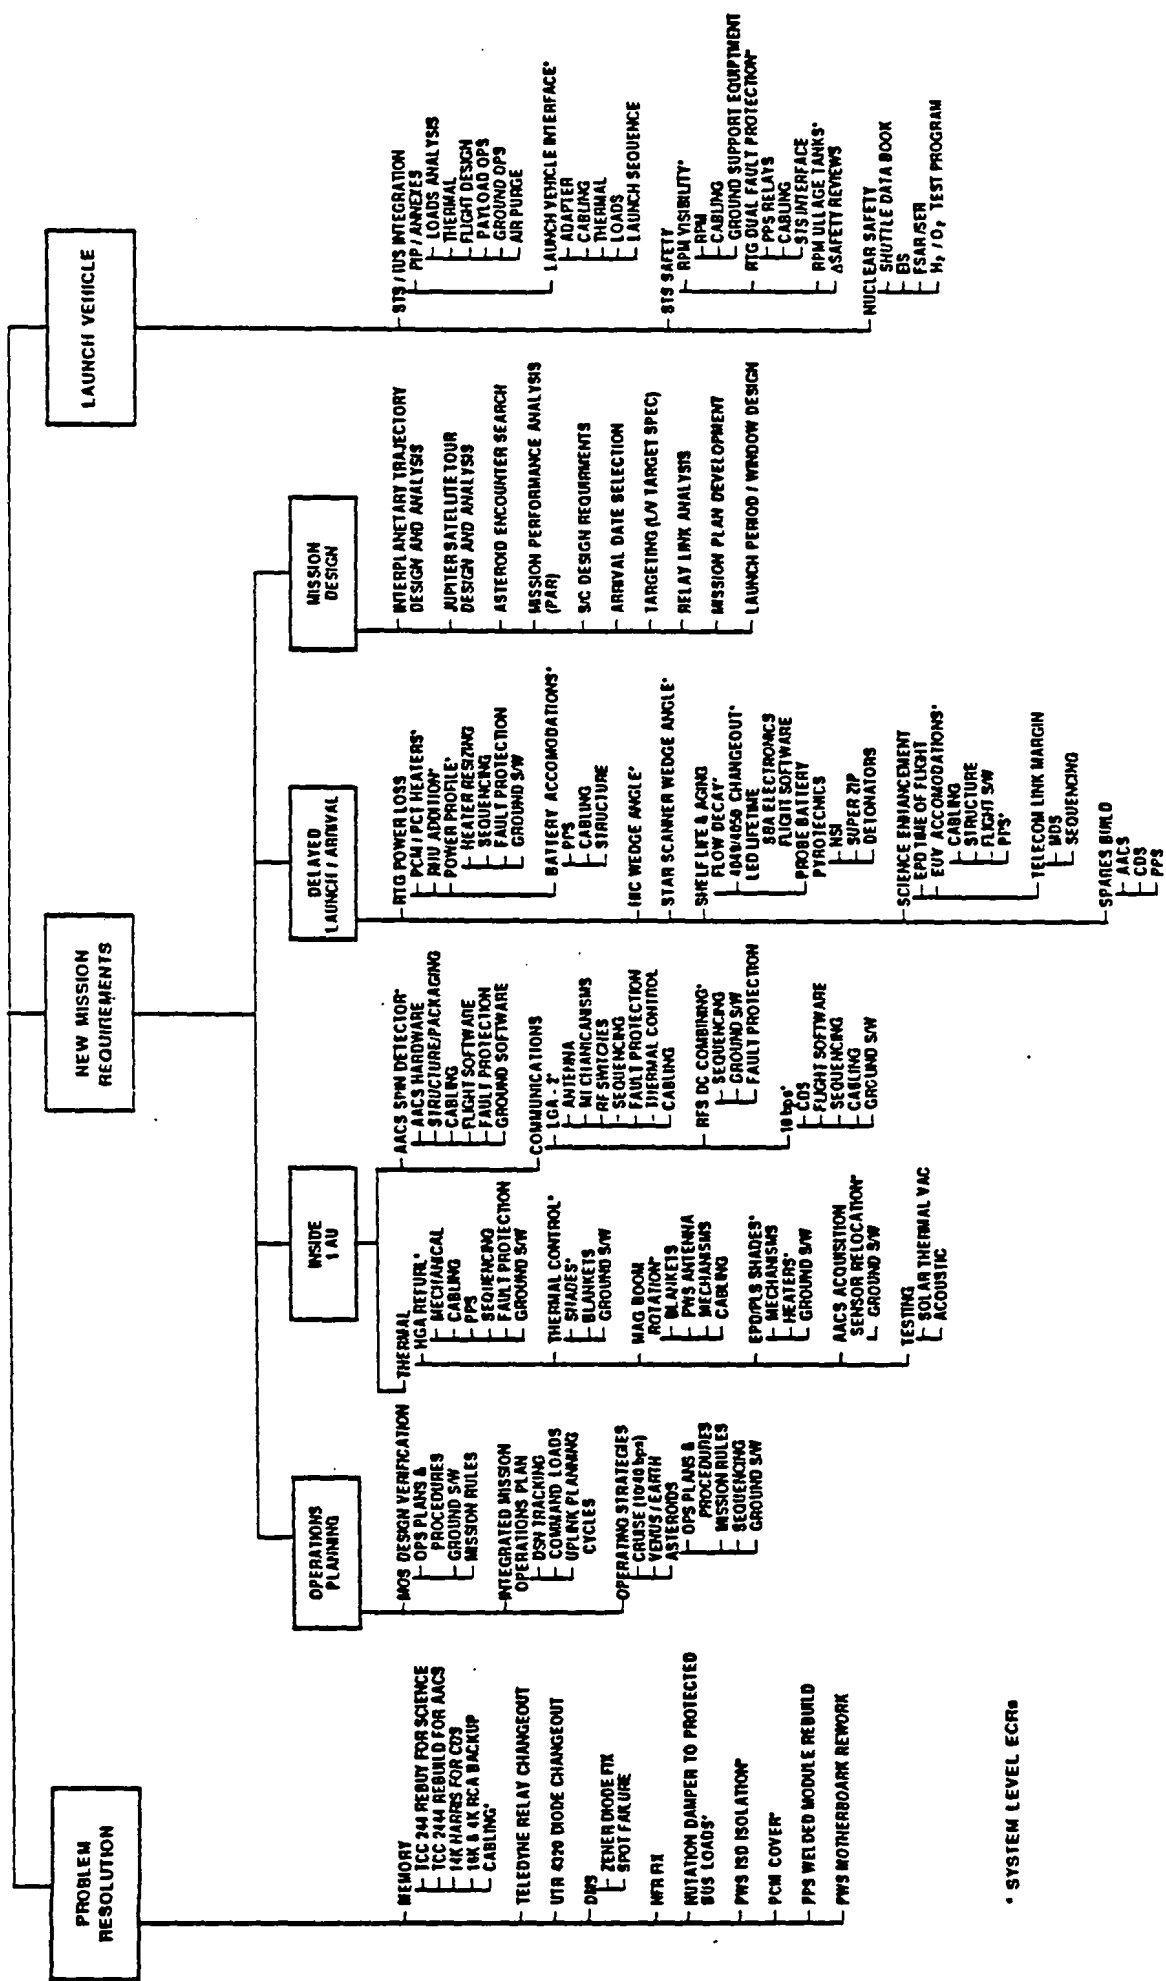 PROBLEM
RESOLUTION
MEMORY
TCC 244 REBUY FOR SCIENCE
TCC 244 REBUILD FOR AACS
14K HARRIS FOR CDS
16K & 4K RCA BACKUP
CABLING*
TELEDYNE RELAY CHANGEOUT
UTR 4320 DIODE CHANGEOUT
DMS
ZENER DIODE FIX
SPOT FAILURE
NFR FIX
NUTATION DAMPER TO PROTECTED
BUS LOADS*
PWS ISO ISOLATION*
PCM COVER*
PPS WELDED MODULE REBUILD
PWS MOTHERBOARK REWORK
NEW MISSION
REQUIREMENTS
OPERATIONS
PLANNING
MOS DESIGN VERIFICATION
OPS PLANS &
PROCEDURES
GROUND S/W
MISSION RULES
INTEGRATED MISSION
OPERATIONS PLAN
DSN TRACKING
COMMAND LOADS
UPLINK PLANNING
CYCLES
OPERATING STRATEGIES
CRUISE (10/40 bps)
VENUS / EARTH
ASTEROIDS
OPS PLANS &
PROCEDURES
MISSION RULES
SEQUENCING
GROUND S/W
INSIDE
1 AU
THERMAL
HGA REFURL*
MECHANICAL
CABLING
PPS
SEQUENCING
FAULT PROTECTION
GROUND S/W
THERMAL CONTROL*
SHADES*
BLANKETS
GROUND S/W
MAG BOOM
ROTATION*
BLANKETS
PWS ANTENNA
MECHANISMS
CABLING
EPD/PLS SHADES*
MECHANISMS
HEATERS*
GROUND S/W
AACS ACQUISITION
SENSOR RELOCATION*
GROUND S/W
TESTING
SOLAR THERMAL VAC
ACOUSTIC
AACS SPIN DETECTOR*
AACS HARDWARE
STRUCTURE/PACKAGING
CABLING
FLIGHT SOFTWARE
FAULT PROTECTION
GROUND SOFTWARE
COMMUNICATIONS
LGA - 2*
ANTENNA
MECHANICANISMS
RF SWITCHES
SEQUENCING
FAULT PROTECTION
THERMAL CONTROL
CABLING
RFS DC COMBINING*
SEQUENCING
GROUND S/W
FAULT PROTECTION
10 bps*
CDS
FLIGHT SOFTWARE
SEQUENCING
CABLING
GROUND S/W
DELAYED
LAUNCH / ARRIVAL
RTG POWER LOSS
PCM / PCT HEATERS*
RHU ADDITION*
POWER PROFILE*
HEATER RESIZING
SEQUENCING
FAULT PROTECTION
GROUND S/W
BATTERY ACCOMODATIONS*
PPS
CABLING
STRUCTURE
HIC WEDGE ANGLE*
STAR SCANNER WEDGE ANGLE*
SHELF LIFE & AGING
FLOW DECAY*
4049/4050 CHANGEOUT*
LED LIFETIME
SBA ELECTRONICS
FLIGHT SOFTWARE
PROBE BATTERY
PYROTECHNICS
NSI
SUPER ZIP
DETONATORS
SCIENCE ENHANCEMENT
EPD TIME OF FLIGHT
EUV ACCOMODATIONS*
CABLING
STRUCTURE
FLIGHT S/W
PPS*
TELECOM LINK MARGIN
MDS
SEQUENCING
SPARES BUILD
AACS
CDS
PPS
MISSION
DESIGN
INTERPLANETARY TRAJECTORY
DESIGN AND ANALYSIS
JUPITER SATELLITE TOUR
DESIGN AND ANALYSIS
ASTEROID ENCOUNTER SEARCH
MISSION PERFORMANCE ANALYSIS
(PAR)
S/C DESIGN REQUIRMENTS
ARRIVAL DATE SELECTION
TARGETING (L/V TARGET SPEC)
RELAY LINK ANALYSIS
MISSION PLAN DEVELOPMENT
LAUNCH PERIOD / WINDOW DESIGN
LAUNCH VEHICLE
STS / IUS INTEGRATION
PIP / ANNEXES
LOADS ANALYSIS
THERMAL
FLIGHT DESIGN
PAYLOAD OPS
GROUND OPS
AIR PURGE
LAUNCH VEHICLE INTERFACE*
ADAPTER
CABLING
THERMAL
LOADS
LAUNCH SEQUENCE
STS SAFETY
RPM VISIBILITY*
RPM
CABLING
GROUND SUPPORT EQUIPTMENT
RTG DUAL FAULT PROTECTION*
PPS RELAYS
CABLING
STS INTERFACE
RPM ULLAGE TANKS*
ΔSAFETY REVIEWS
NUCLEAR SAFETY
SHUTTLE DATA BOOK
EIS
FSAR/SER
H₂ / O₂ TEST PROGRAM
* SYSTEM LEVEL ECRs